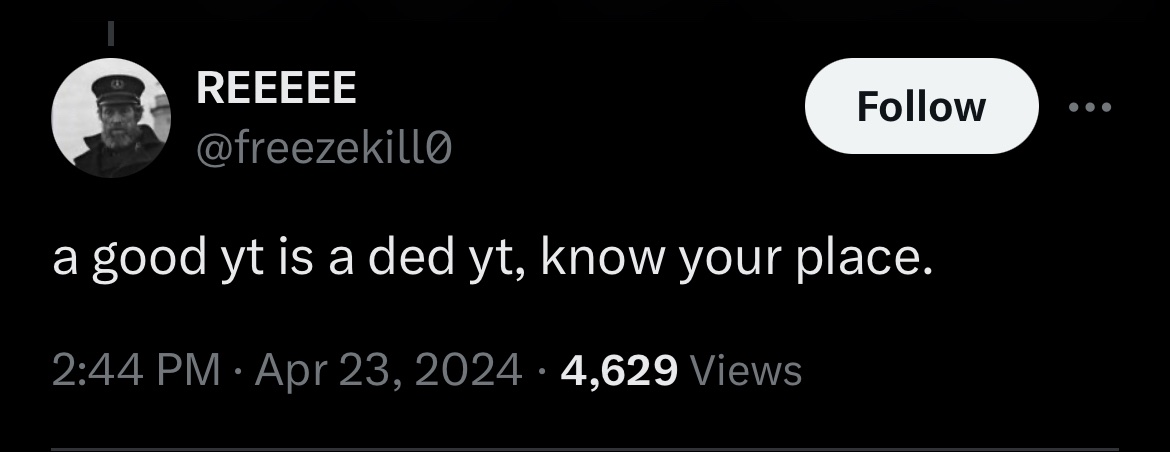 REEEEE
@freezekill0
Follow
a good yt is a ded yt, know your place.
2:44 PM · Apr 23, 2024 · 4,629 Views